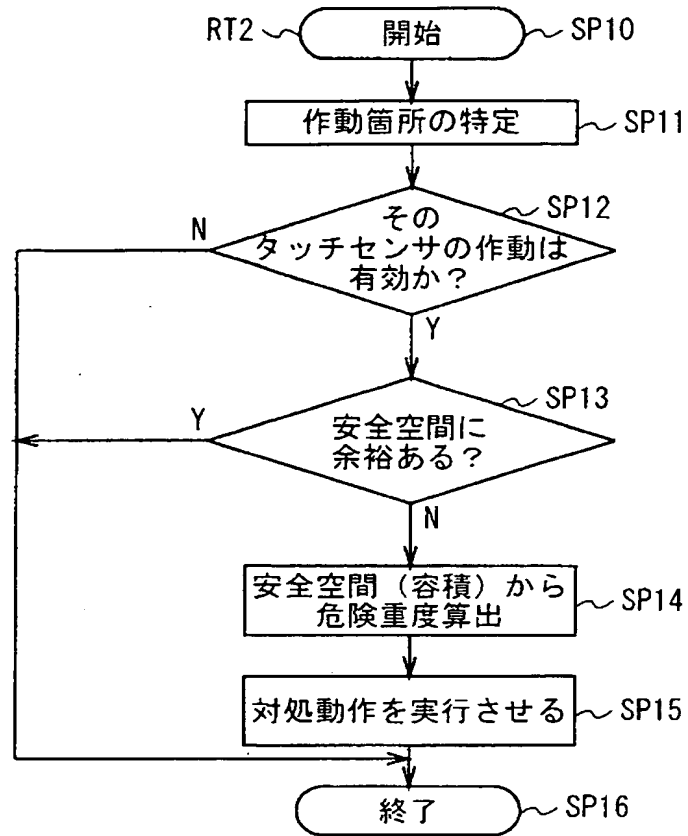 RT2
開始
SP10
作動箇所の特定
SP11
SP12
その
タッチセンサの作動は
有効か?
N
Y
SP13
安全空間に
余裕ある?
Y
N
安全空間(容積)から
危険重度算出
SP14
対処動作を実行させる
SP15
終了
SP16